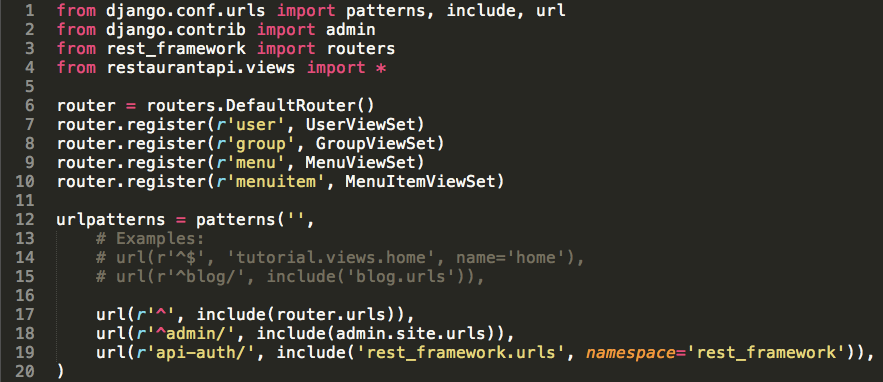 1 from django.conf.urls import patterns, include, url
2 from django.contrib import admin
3 from rest_framework import routers
4 from restaurantapi.views import *
5
6 router = routers.DefaultRouter()
7 router.register(r'user', UserViewSet)
8 router.register(r'group', GroupViewSet)
9 router.register(r'menu', MenuViewSet)
10 router.register(r'menuitem', MenuItemViewSet)
11
12 urlpatterns = patterns('',
13     # Examples:
14     # url(r'^$', 'tutorial.views.home', name='home'),
15     # url(r'^blog/', include('blog.urls')),
16
17     url(r'^', include(router.urls)),
18     url(r'^admin/', include(admin.site.urls)),
19     url(r'api-auth/', include('rest_framework.urls', namespace='rest_framework')),
20 )